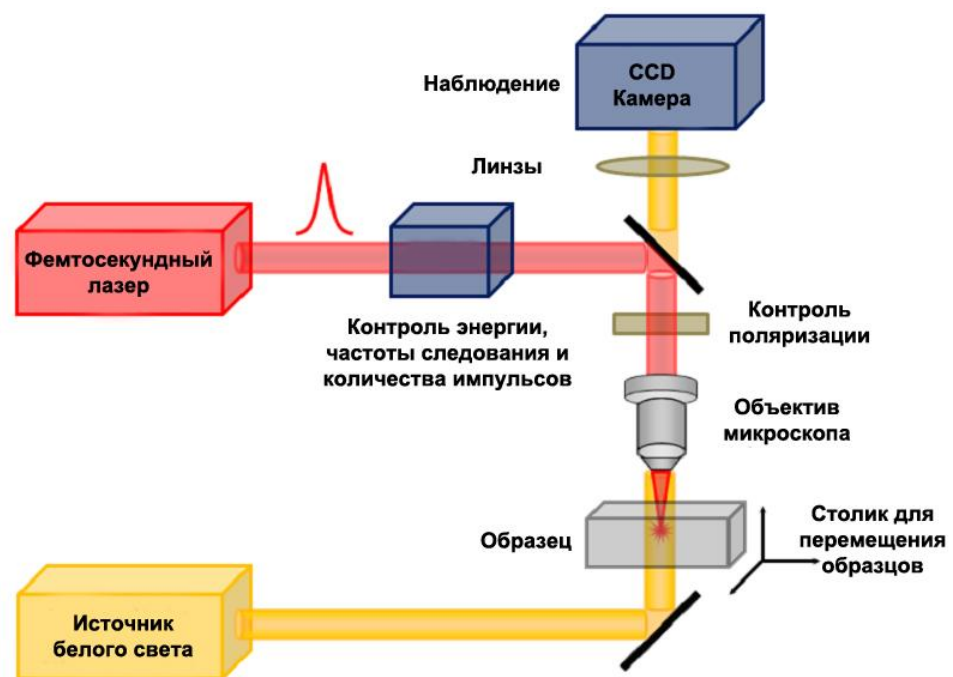 CCD
Камера
Наблюдение
Линзы
Фемтосекундный
лазер
Контроль энергии,
частоты следования и
количества импульсов
Контроль
поляризации
Объектив
микроскопа
Образец
Столик для
перемещения
образцов
Источник
белого света